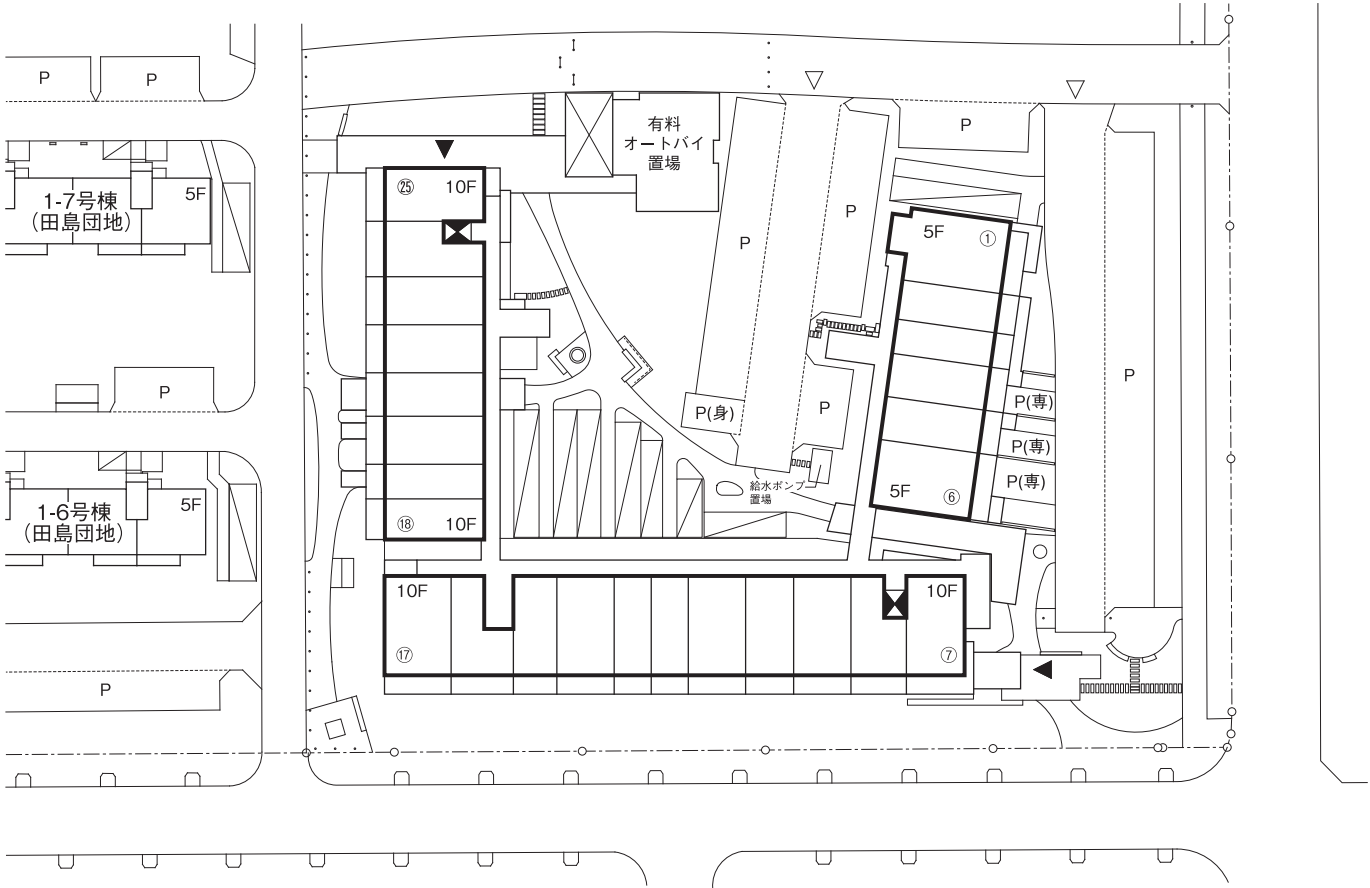 P
P
P
有料
オートバイ
置場
1-7号棟
(田島団地)
5F
㉕
10F
P
P
5F
①
P
P
P(専)
P(身)
P
P(専)
P(専)
5F
⑥
給水ポンプ
置場
1-6号棟
(田島団地)
5F
⑱
10F
10F
10F
⑰
⑦
P